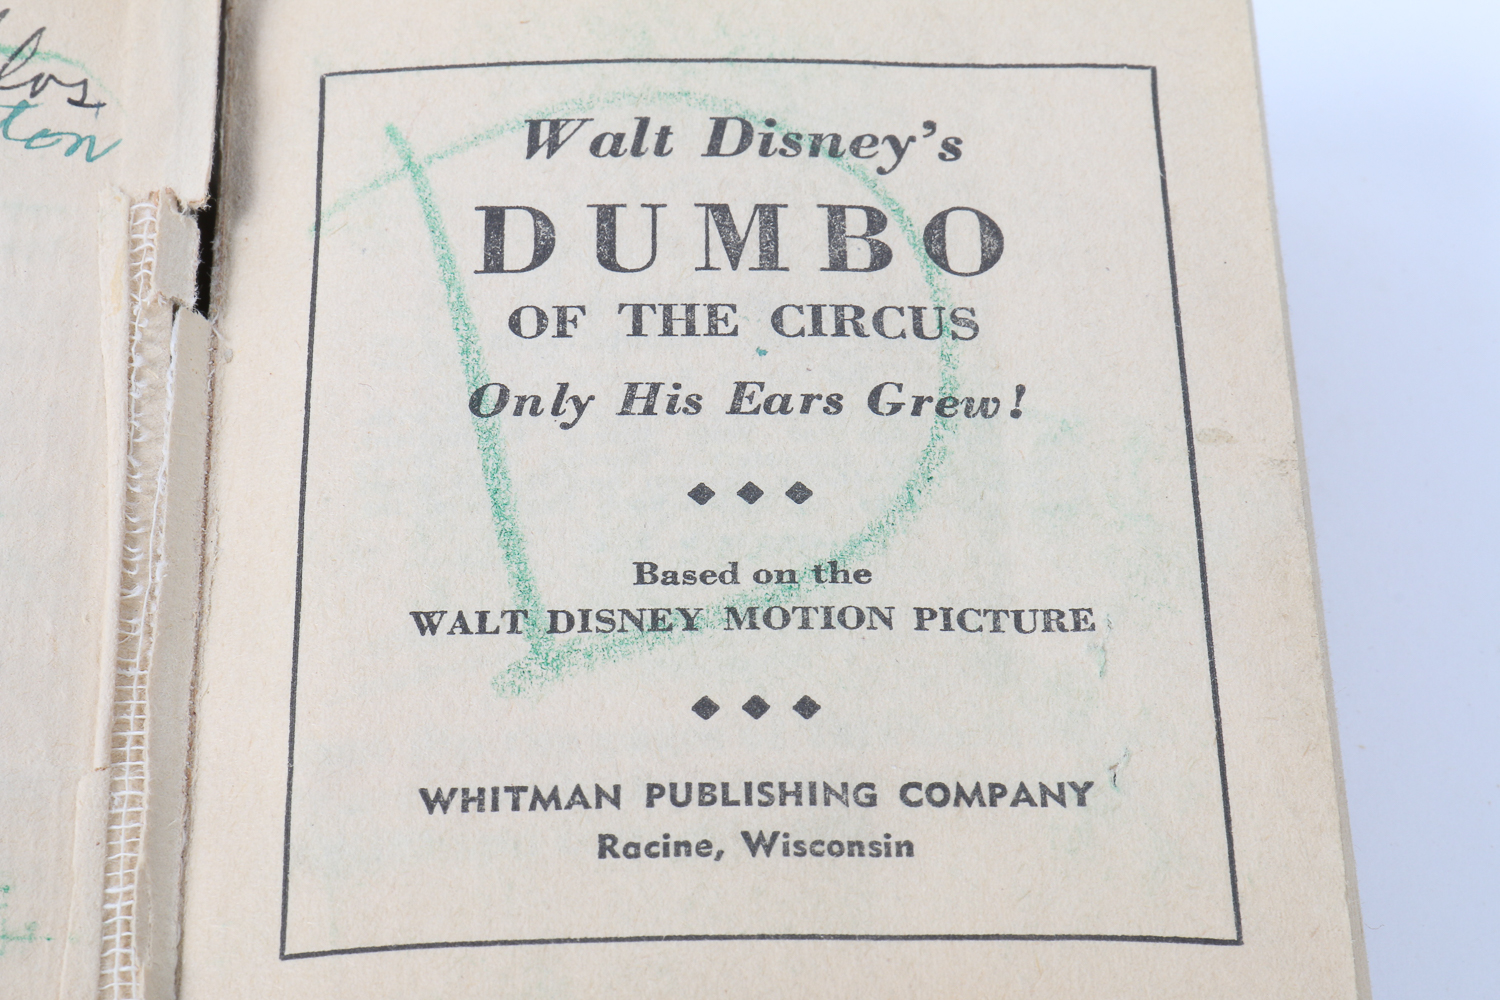 Walt Disney's
DUMBO
OF THE CIRCUS
Only His Ears Grew!
Based on the
WALT DISNEY MOTION PICTURE
WHITMAN PUBLISHING COMPANY
Racine, Wisconsin
D